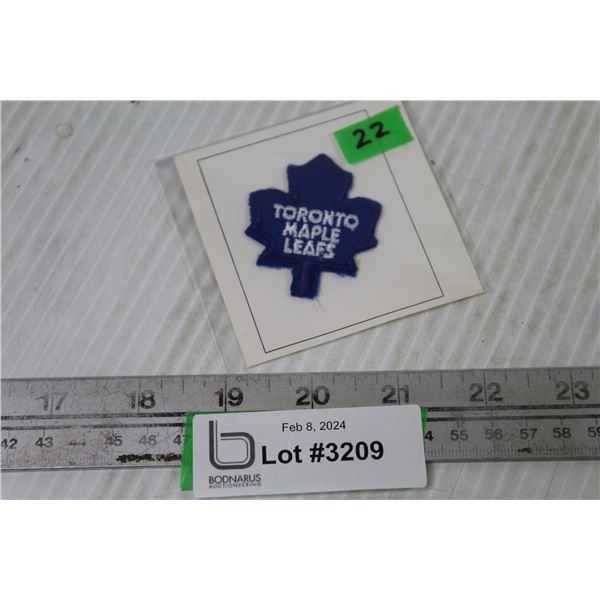 22
TORONTO
MAPLE
LEAFS
17 18 19 20 21 22 23
42 43 44 45 46 47 55 56 57 58 59
Feb 8, 2024
Lot #3209
BODNARUS
AUCTIONEERING